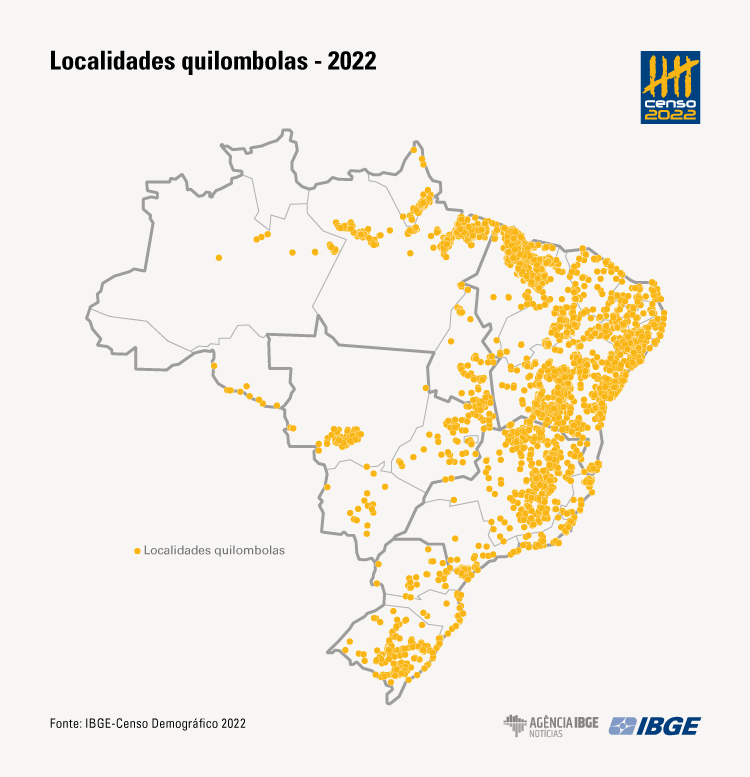 Localidades quilombolas - 2022
censo
2022
Localidades quilombolas
Fonte: IBGE-Censo Demográfico 2022
AGÊNCIA IBGE
NOTÍCIAS
IBGE